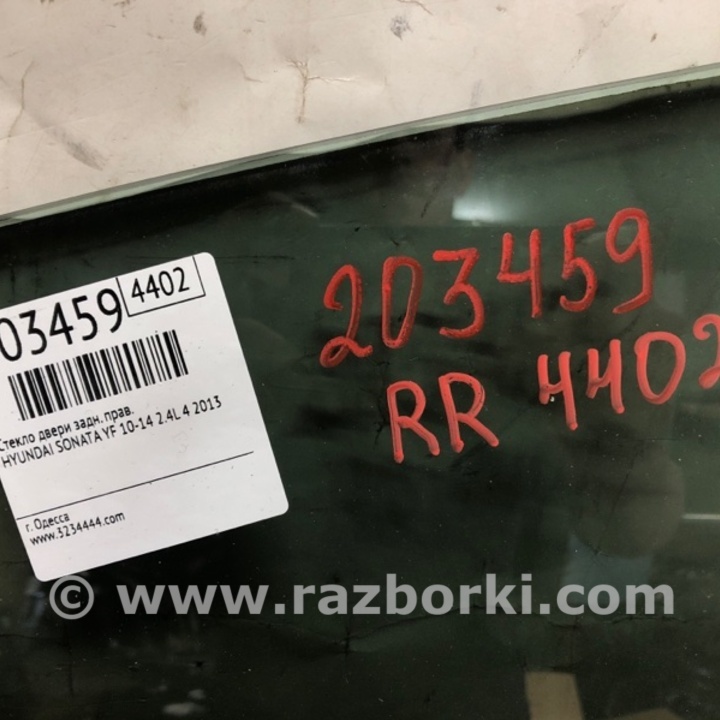 03459 4402
Стекло двери задн. прав.
HYUNDAI SONATA YF 10-14 2.4L 4 2013
г. Одесса
www.3234444.com
203459
RR 4402
© www.razborki.com